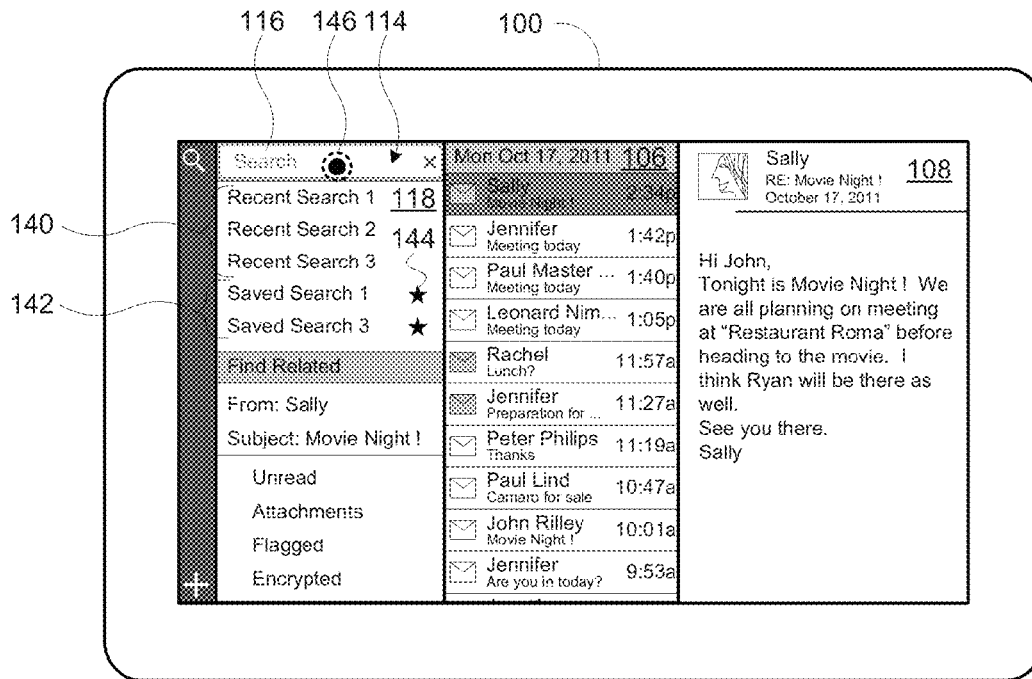 116 146 114 100
Search ×
Recent Search 1 118
Recent Search 2
144
Recent Search 3
Saved Search 1 ★
Saved Search 3 ★
Find Related
From: Sally
Subject: Movie Night !
Unread
Attachments
Flagged
Encrypted
140
142
Mon Oct 17, 2011 106
Sally 2:34p
Movie Night !
Jennifer 1:42p
Meeting today
Paul Master ... 1:40p
Meeting today
Leonard Nim... 1:05p
Meeting today
Rachel 11:57a
Lunch?
Jennifer 11:27a
Preparation for ...
Peter Philips 11:19a
Thanks
Paul Lind 10:47a
Camaro for sale
John Rilley 10:01a
Movie Night !
Jennifer 9:53a
Are you in today?
Sally 108
RE: Movie Night !
October 17, 2011
Hi John,
Tonight is Movie Night ! We
are all planning on meeting
at "Restaurant Roma" before
heading to the movie. I
think Ryan will be there as
well.
See you there.
Sally